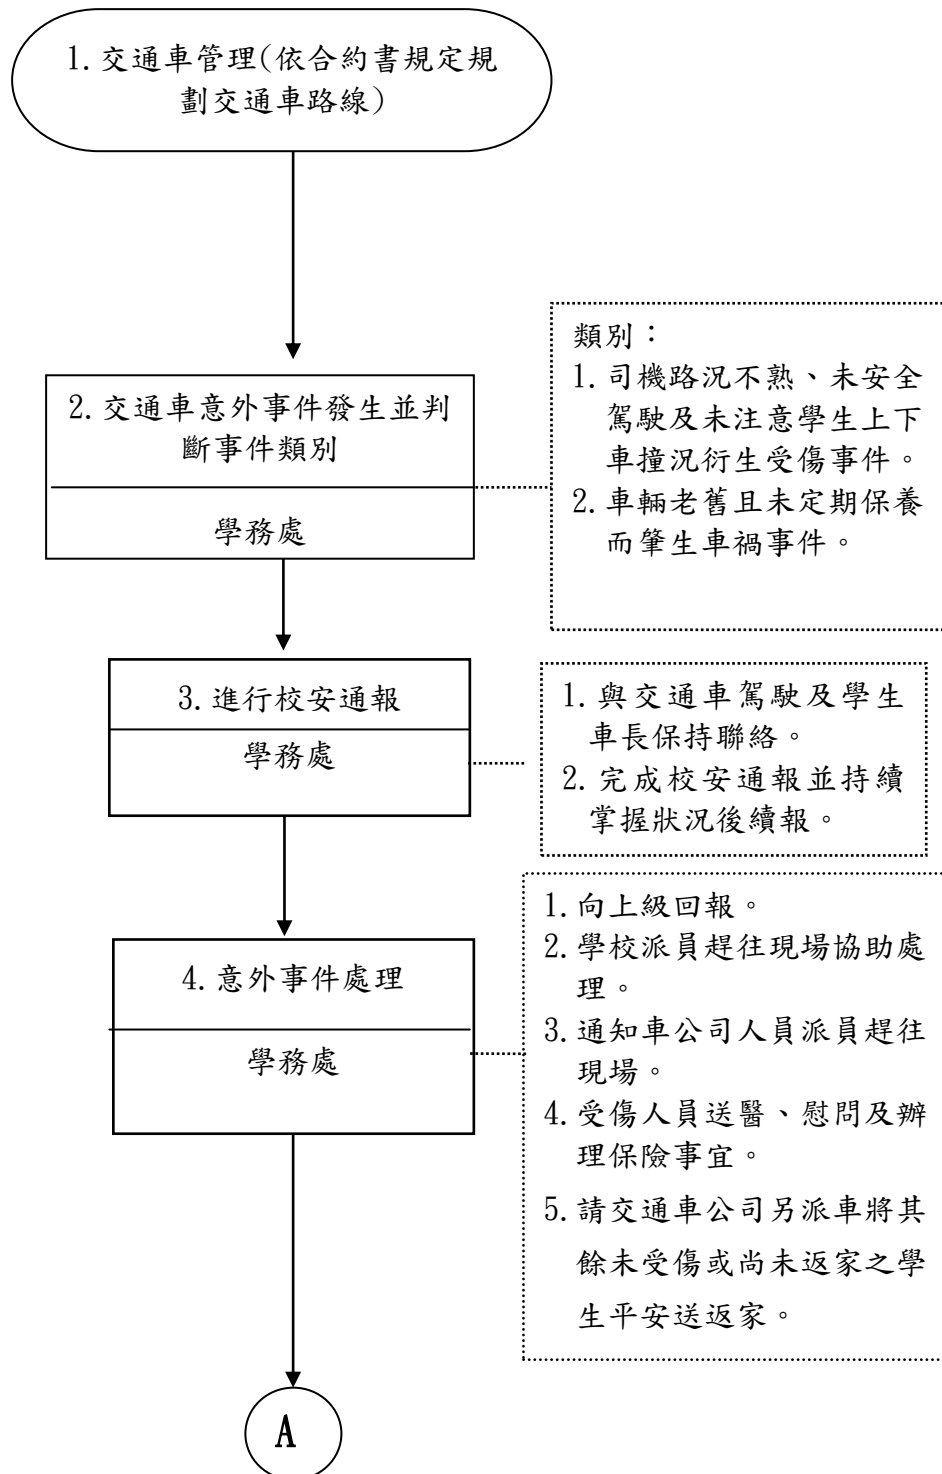 1.交通車管理(依合約書規定規
劃交通車路線)
2.交通車意外事件發生並判
斷事件類別
學務處
類別：
1.司機路況不熟、未安全
駕駛及未注意學生上下
車撞況衍生受傷事件。
2.車輛老舊且未定期保養
而肇生車禍事件。
3.進行校安通報
學務處
1.與交通車駕駛及學生
車長保持聯絡。
2.完成校安通報並持續
掌握狀況後續報。
4.意外事件處理
學務處
1.向上級回報。
2.學校派員趕往現場協助處
理。
3.通知車公司人員派員趕往
現場。
4.受傷人員送醫、慰問及辦
理保險事宜。
5.請交通車公司另派車將其
餘未受傷或尚未返家之學
生平安送返家。
A